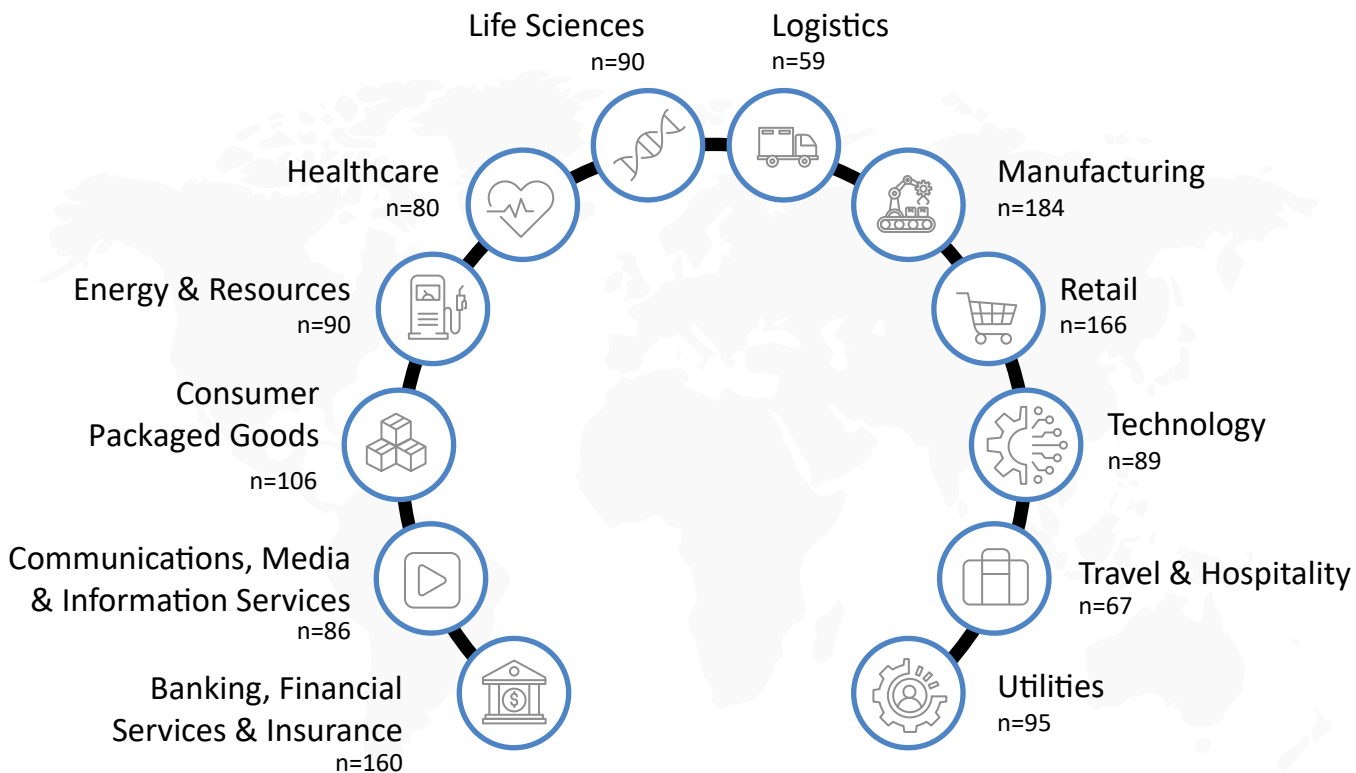 Life Sciences
n=90
Logistics
n=59
Healthcare
n=80
Manufacturing
n=184
Energy & Resources
n=90
Retail
n=166
Consumer
Packaged Goods
n=106
Technology
n=89
Communications, Media
& Information Services
n=86
Travel & Hospitality
n=67
Banking, Financial
Services & Insurance
n=160
Utilities
n=95
$